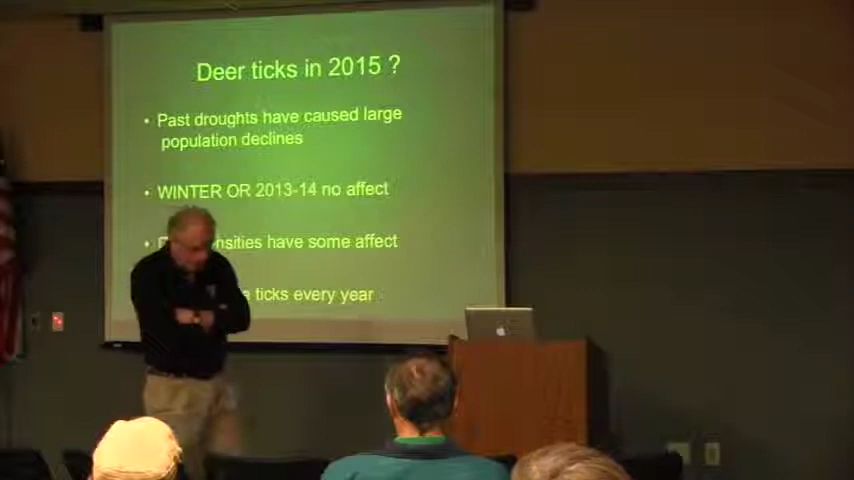 Deer ticks in 2015 ?
• Past droughts have caused large
population declines
• WINTER OR 2013-14 no affect
• have some affect
ticks every year